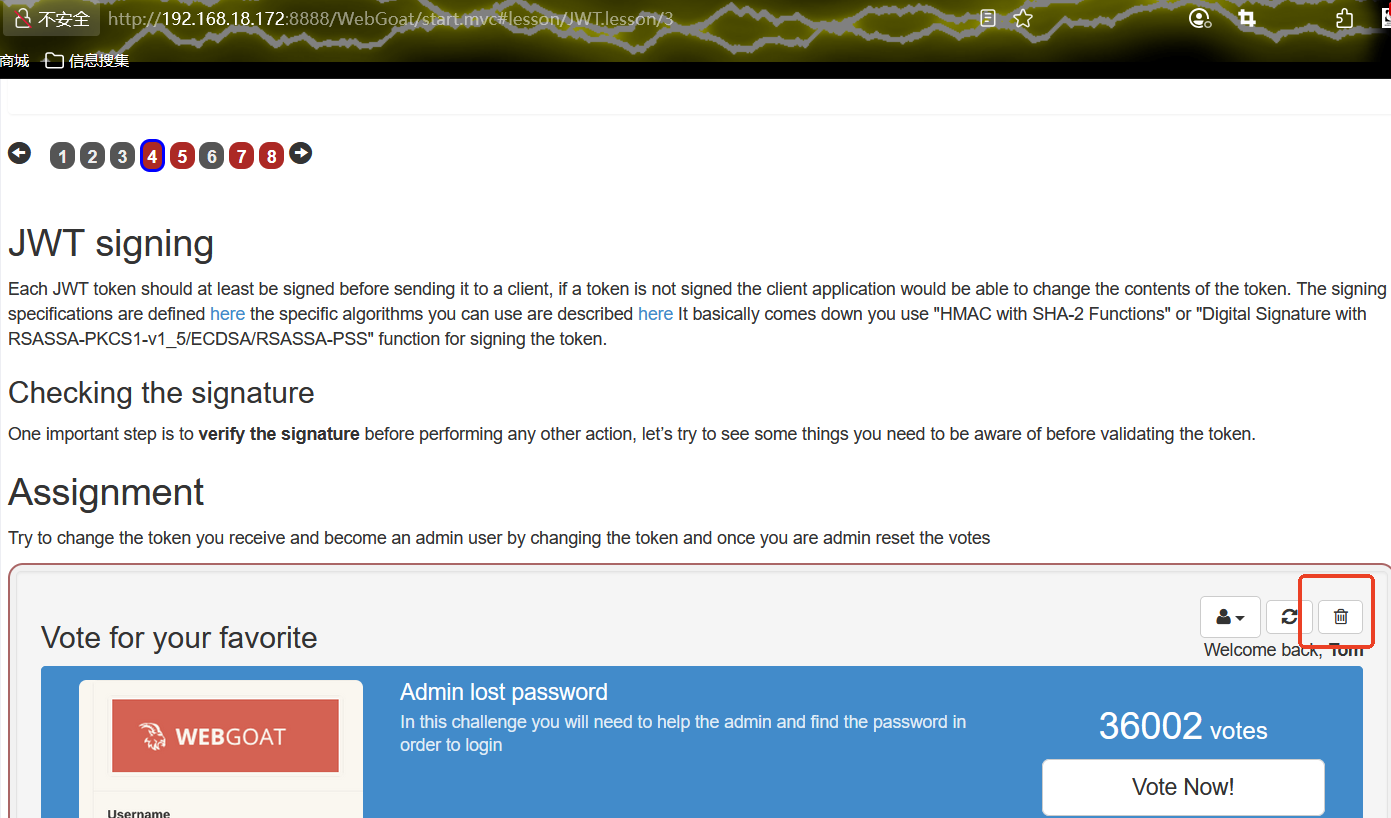 不安全 http://192.168.18.172:8888/WebGoat/start.mvc#lesson/JWT.lesson/3
商城 信息搜集
1 2 3 4 5 6 7 8
JWT signing
Each JWT token should at least be signed before sending it to a client, if a token is not signed the client application would be able to change the contents of the token. The signing
specifications are defined here the specific algorithms you can use are described here It basically comes down you use "HMAC with SHA-2 Functions" or "Digital Signature with
RSASSA-PKCS1-v1_5/ECDSA/RSASSA-PSS" function for signing the token.
Checking the signature
One important step is to verify the signature before performing any other action, let’s try to see some things you need to be aware of before validating the token.
Assignment
Try to change the token you receive and become an admin user by changing the token and once you are admin reset the votes
Vote for your favorite
Welcome back, Tom
WEBGOAT
Username
Admin lost password
In this challenge you will need to help the admin and find the password in
order to login
36002 votes
Vote Now!